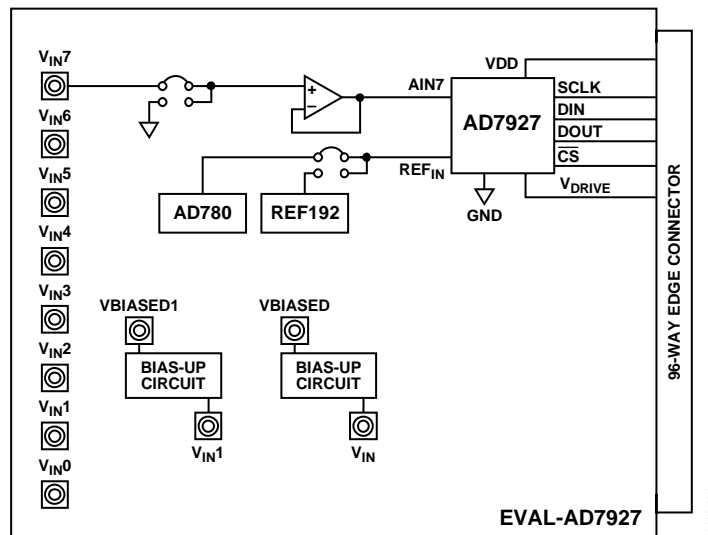 VIN7
VIN6
VIN5
VIN4
VIN3
VIN2
VIN1
VIN0
+
–
AIN7
REFIN
AD780
REF192
VDD
AD7927
GND
SCLK
DIN
DOUT
CS
VDRIVE
96-WAY EDGE CONNECTOR
VBIASED1
BIAS-UP
CIRCUIT
VIN1
VBIASED
BIAS-UP
CIRCUIT
VIN
EVAL-AD7927